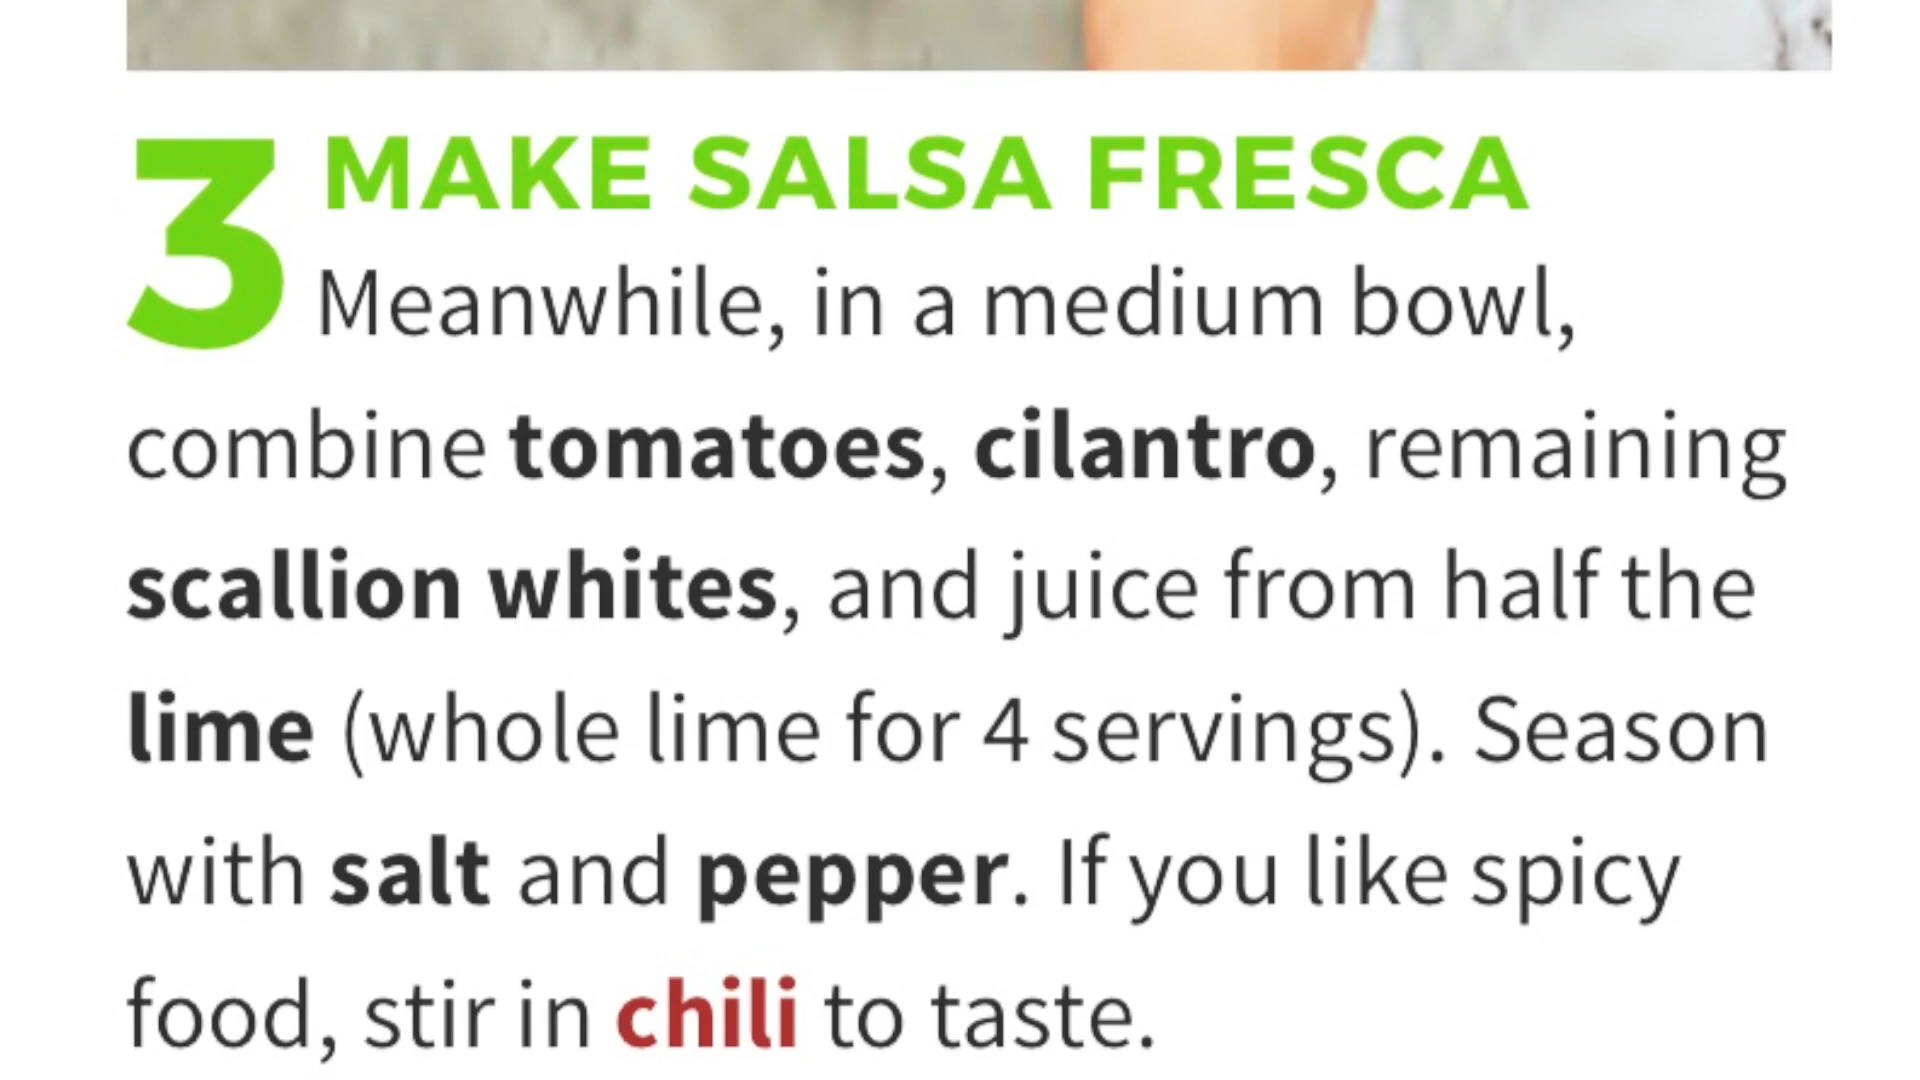 3 MAKE SALSA FRESCA
Meanwhile, in a medium bowl,
combine tomatoes, cilantro, remaining
scallion whites, and juice from half the
lime (whole lime for 4 servings). Season
with salt and pepper. If you like spicy
food, stir in chili to taste.